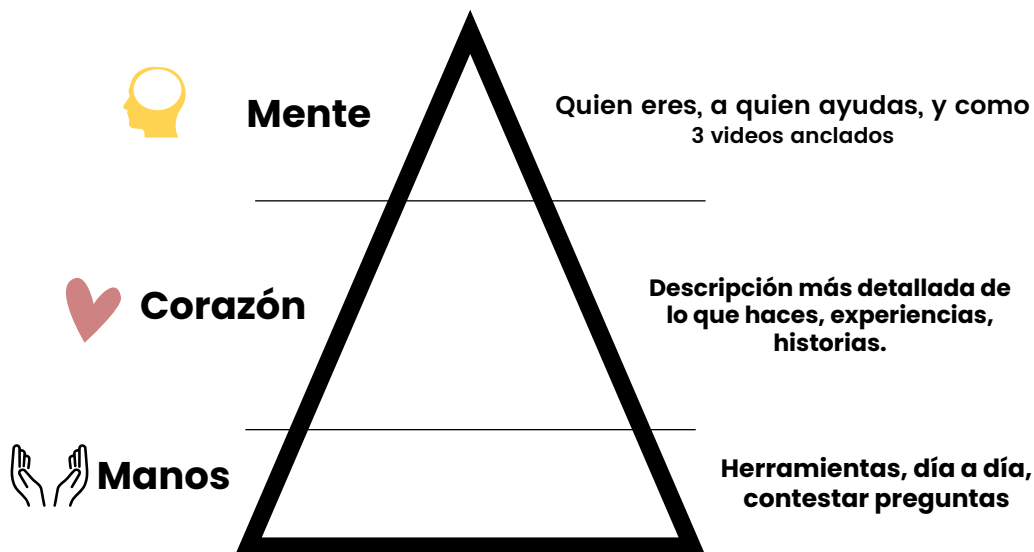 Mente
Quien eres, a quien ayudas, y como
3 videos anclados
Corazón
Descripción más detallada de
lo que haces, experiencias,
historias.
Manos
Herramientas, día a día,
contestar preguntas